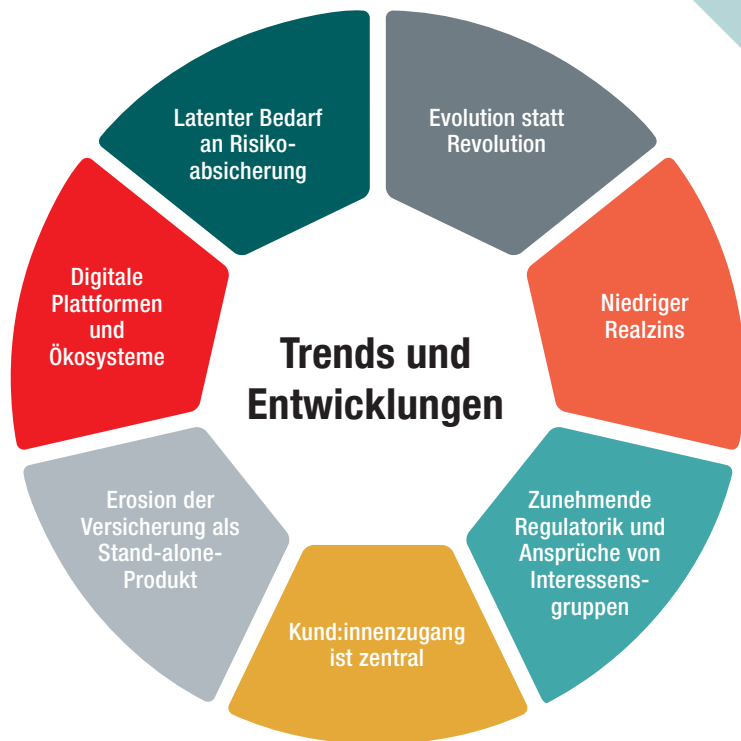 Trends und
Entwicklungen
Evolution statt
Revolution
Niedriger
Realzins
Zunehmende
Regulatorik und
Ansprüche von
Interessens-
gruppen
Kund:innenzugang
ist zentral
Erosion der
Versicherung als
Stand-alone-
Produkt
Digitale
Plattformen
und
Ökosysteme
Latenter Bedarf
an Risiko-
absicherung